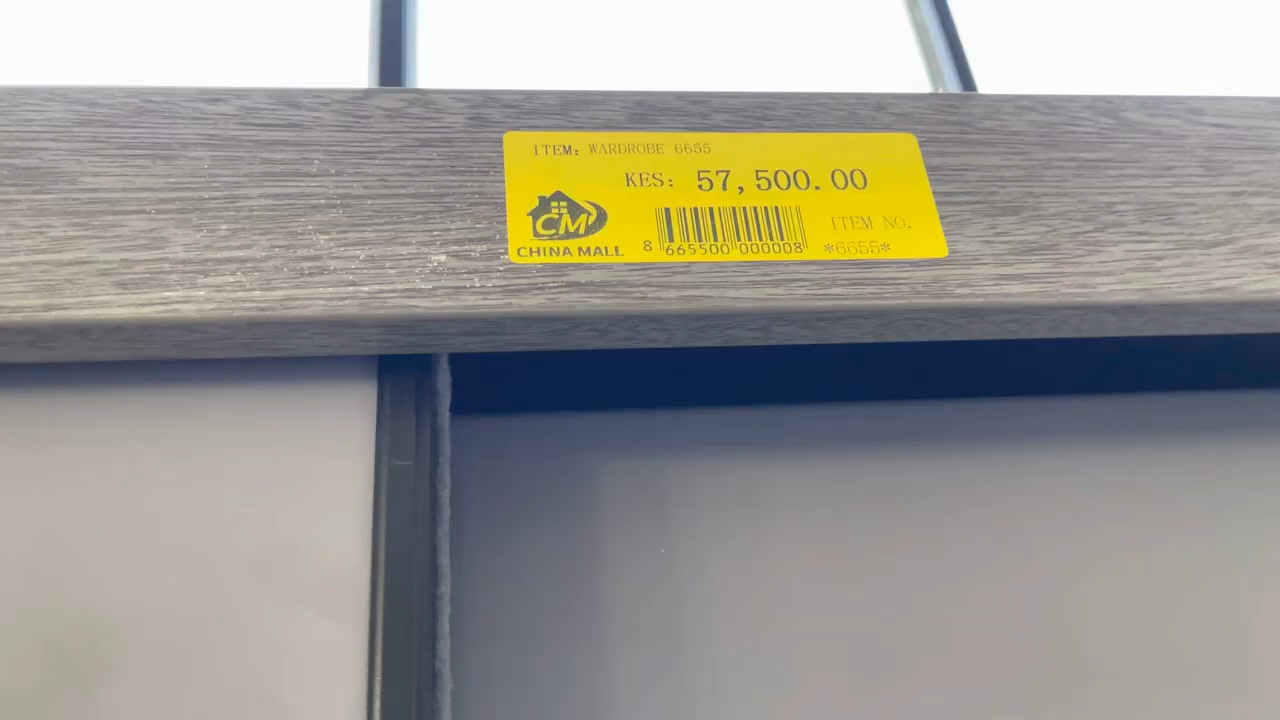 ITEM: WARDROBE 6655
KES: 57,500.00
CM
CHINA MALL
8 665500 000008
ITEM NO.
*6655*